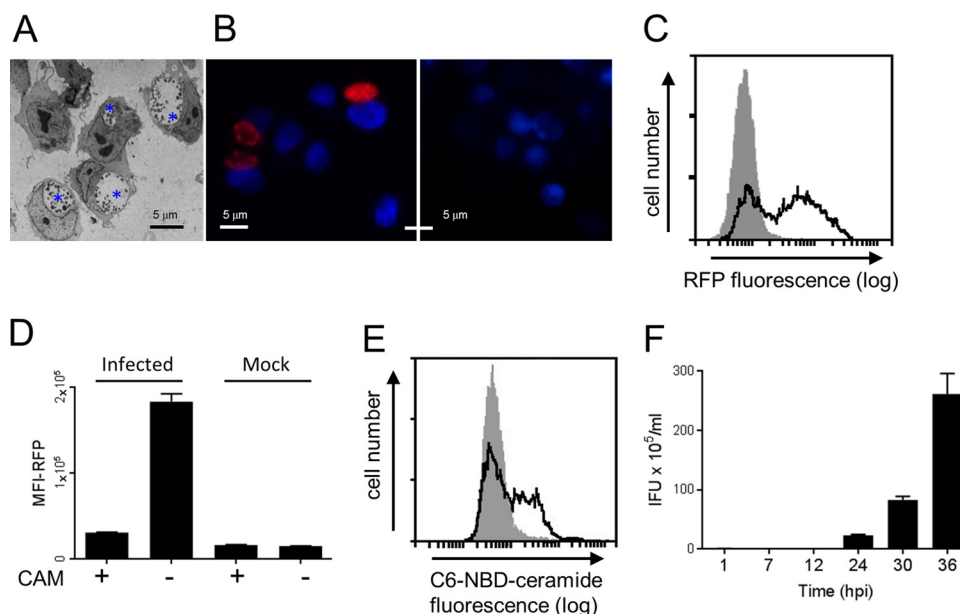 A
B
C
5 μm
5 μm
5 μm
cell number
RFP fluorescence (log)
D
Infected
Mock
MFI-RFP
2x10⁶
1x10⁶
0
CAM
+
-
+
-
E
cell number
C6-NBD-ceramide
fluorescence (log)
F
IFU x 10⁵/ml
300
200
100
0
1
7
12
24
30
36
Time (hpi)